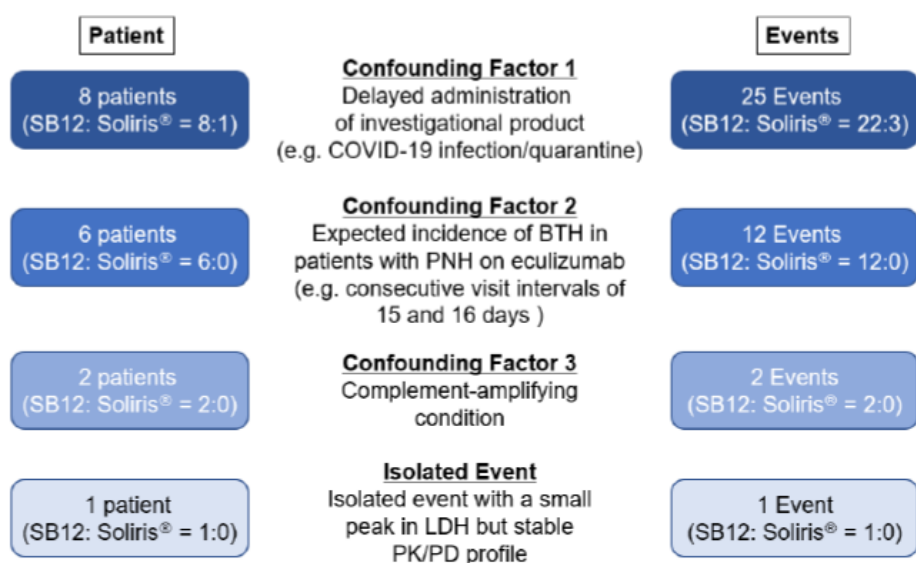 Patient
Events
8 patients
(SB12: Soliris® = 8:1)
Confounding Factor 1
Delayed administration
of investigational product
(e.g. COVID-19 infection/quarantine)
25 Events
(SB12: Soliris® = 22:3)
6 patients
(SB12: Soliris® = 6:0)
Confounding Factor 2
Expected incidence of BTH in
patients with PNH on eculizumab
(e.g. consecutive visit intervals of
15 and 16 days )
12 Events
(SB12: Soliris® = 12:0)
2 patients
(SB12: Soliris® = 2:0)
Confounding Factor 3
Complement-amplifying
condition
2 Events
(SB12: Soliris® = 2:0)
1 patient
(SB12: Soliris® = 1:0)
Isolated Event
Isolated event with a small
peak in LDH but stable
PK/PD profile
1 Event
(SB12: Soliris® = 1:0)